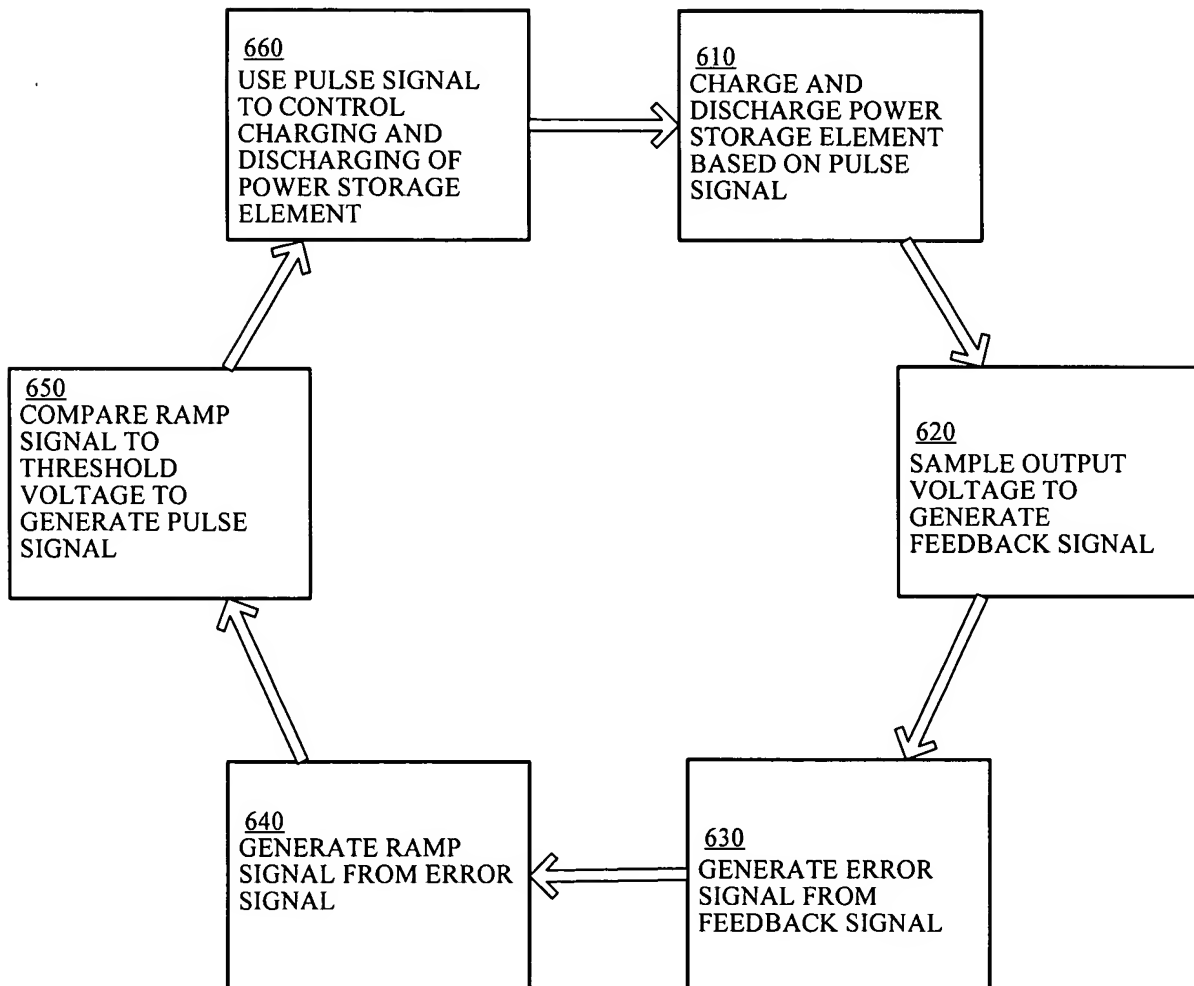 660
USE PULSE SIGNAL
TO CONTROL
CHARGING AND
DISCHARGING OF
POWER STORAGE
ELEMENT
610
CHARGE AND
DISCHARGE POWER
STORAGE ELEMENT
BASED ON PULSE
SIGNAL
620
SAMPLE OUTPUT
VOLTAGE TO
GENERATE
FEEDBACK SIGNAL
630
GENERATE ERROR
SIGNAL FROM
FEEDBACK SIGNAL
640
GENERATE RAMP
SIGNAL FROM ERROR
SIGNAL
650
COMPARE RAMP
SIGNAL TO
THRESHOLD
VOLTAGE TO
GENERATE PULSE
SIGNAL